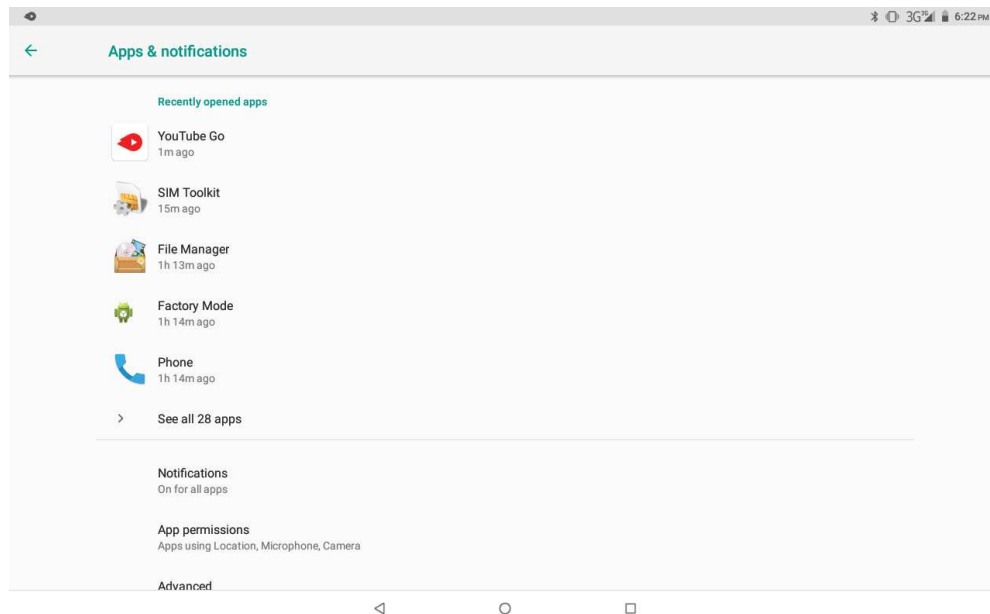 3G 3G 6:22 PM
Apps & notifications
Recently opened apps
YouTube Go
1m ago
SIM Toolkit
15m ago
File Manager
1h 13m ago
Factory Mode
1h 14m ago
Phone
1h 14m ago
See all 28 apps
Notifications
On for all apps
App permissions
Apps using Location, Microphone, Camera
Advanced